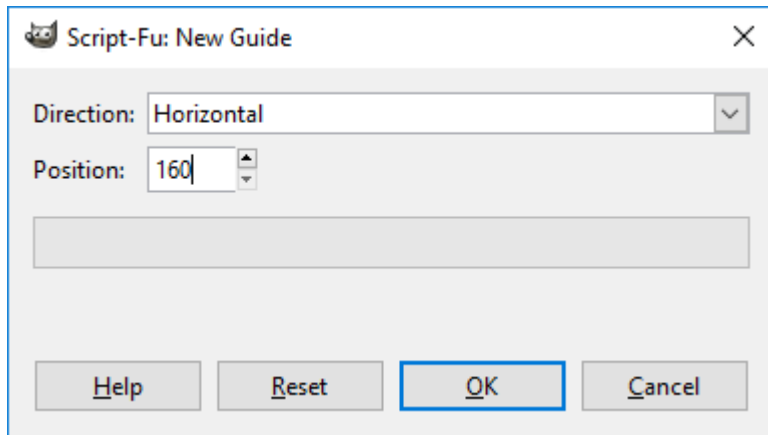 Script-Fu: New Guide
Direction: Horizontal
Position: 160
Help Reset OK Cancel